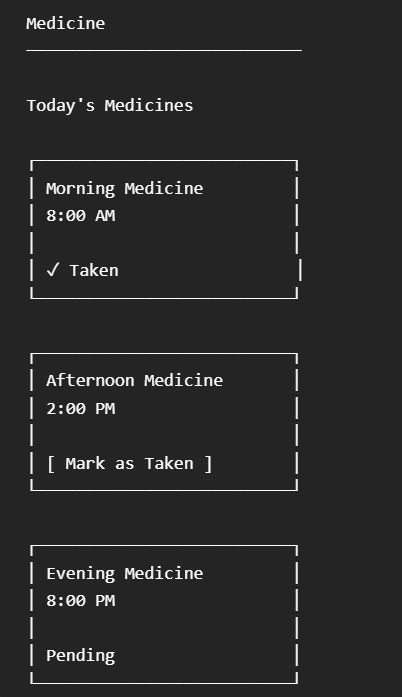 Medicine
Today's Medicines
Morning Medicine
8:00 AM
✓ Taken
Afternoon Medicine
2:00 PM
[ Mark as Taken ]
Evening Medicine
8:00 PM
Pending